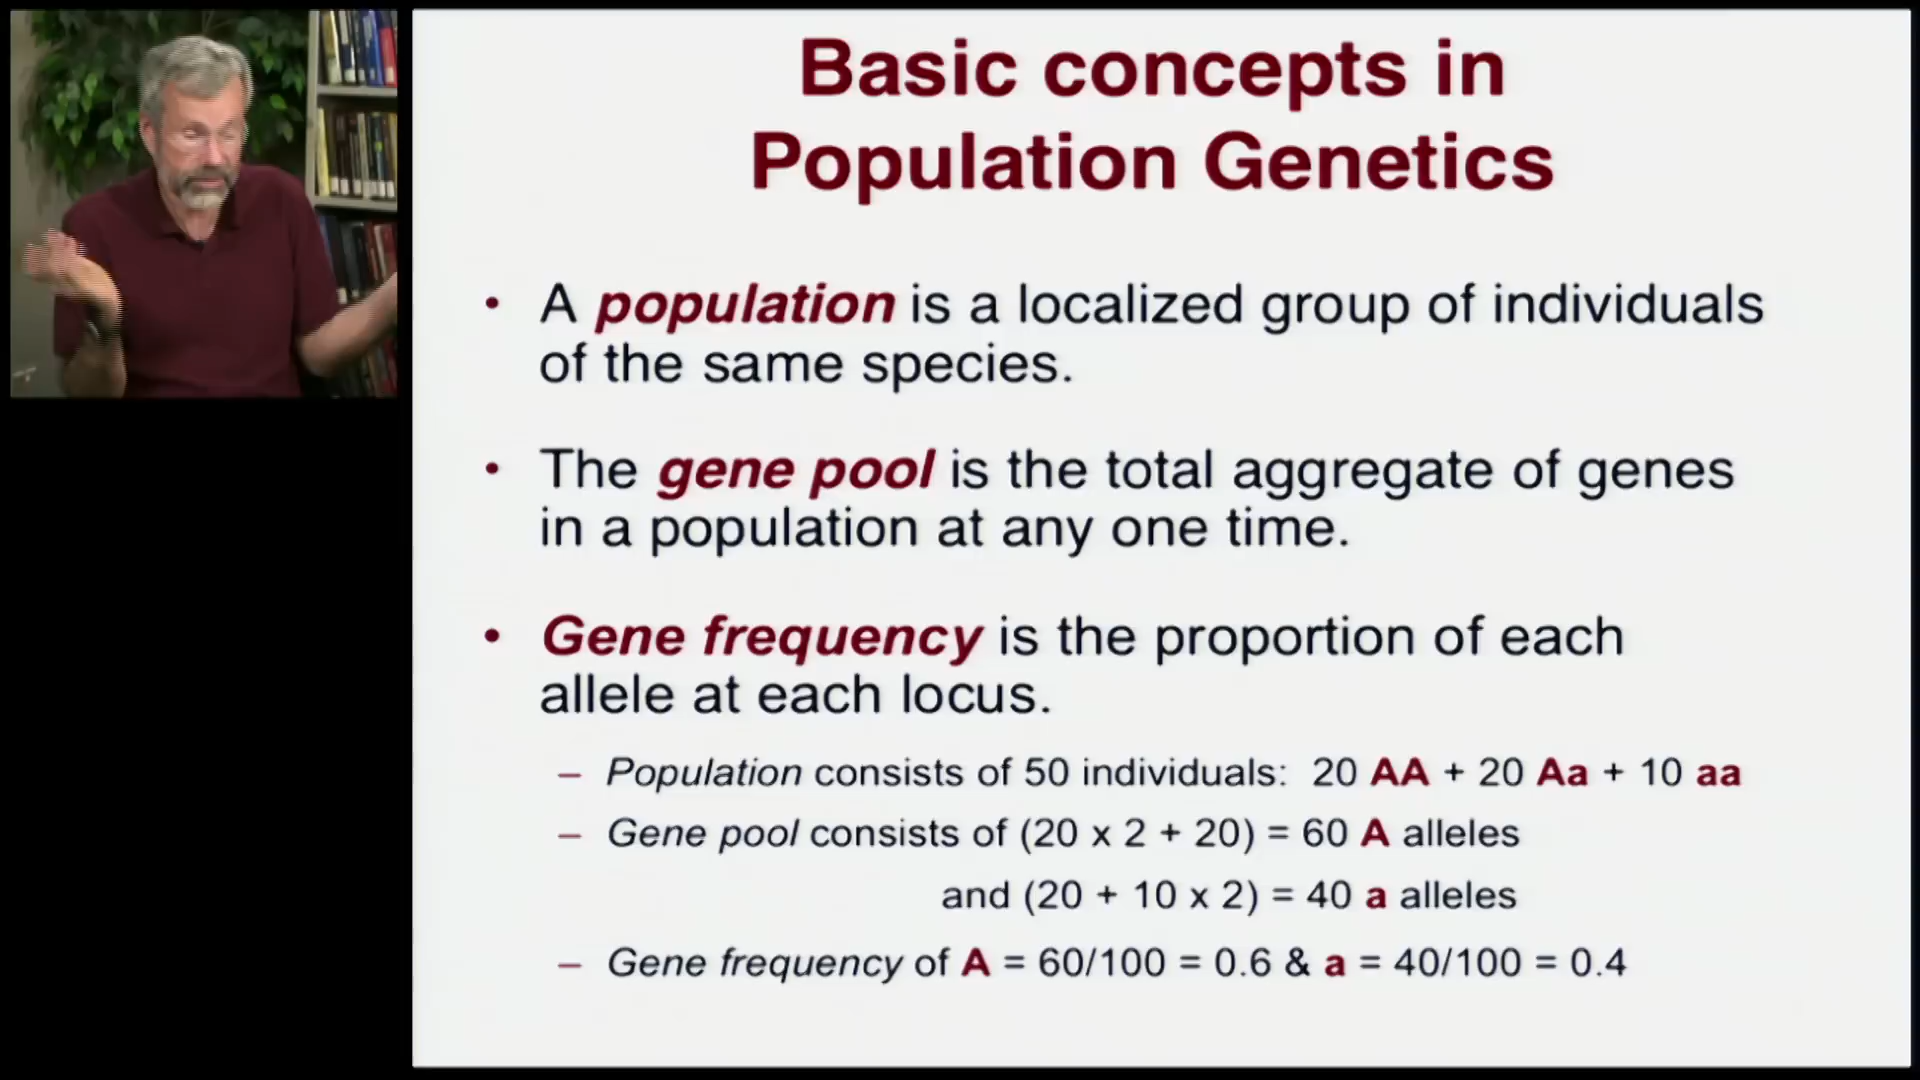 Basic concepts in
Population Genetics
• A population is a localized group of individuals
of the same species.
• The gene pool is the total aggregate of genes
in a population at any one time.
• Gene frequency is the proportion of each
allele at each locus.
– Population consists of 50 individuals: 20 AA + 20 Aa + 10 aa
– Gene pool consists of (20 x 2 + 20) = 60 A alleles
and (20 + 10 x 2) = 40 a alleles
– Gene frequency of A = 60/100 = 0.6 & a = 40/100 = 0.4